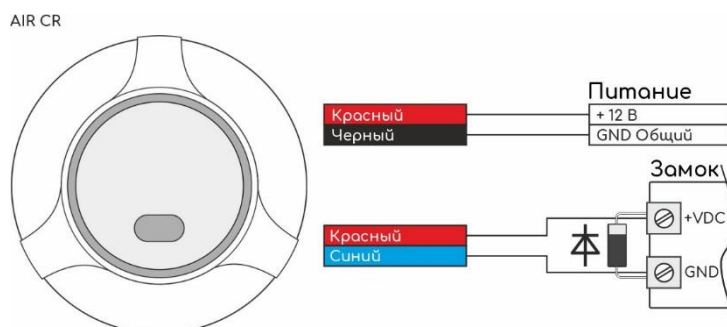 AIR CR
Питание
Красный
+ 12 В
Черный
GND Общий
Замок
+VDC
Красный
Синий
GND